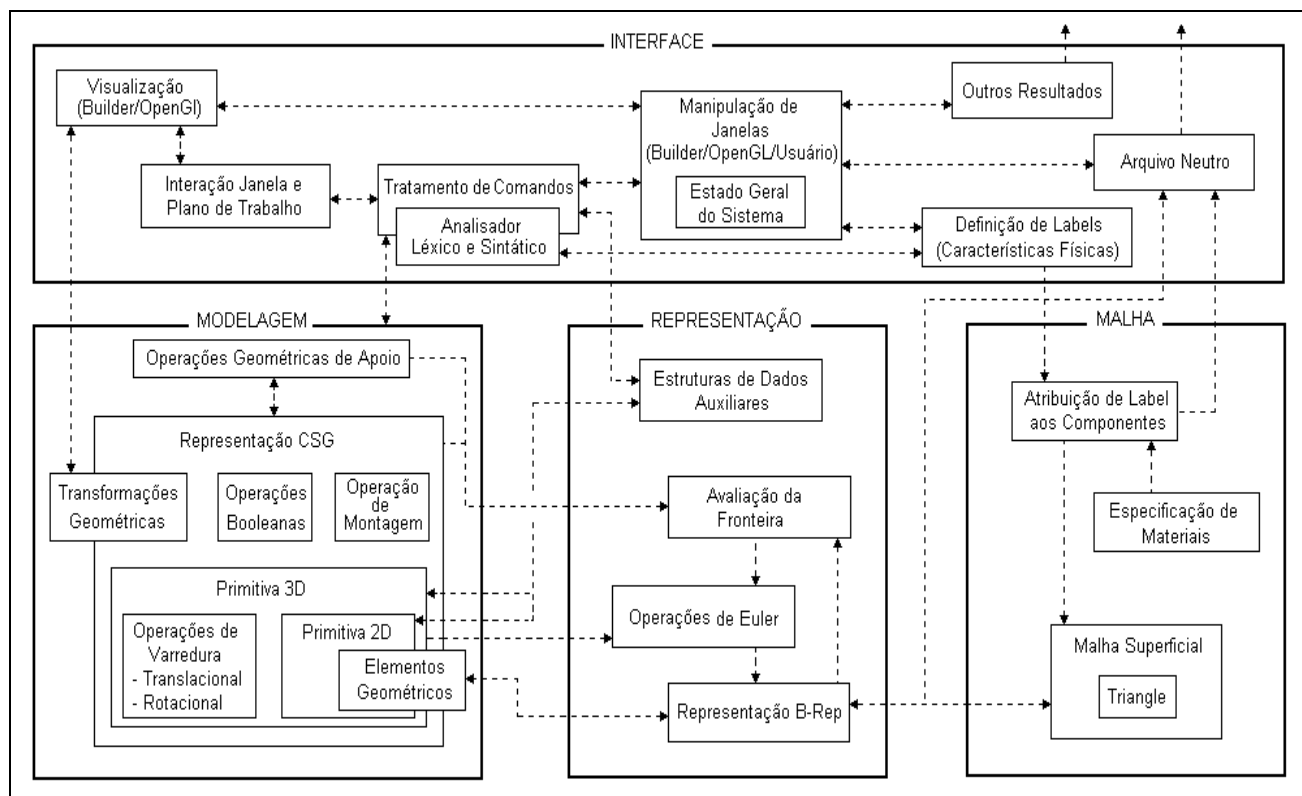 INTERFACE
Visualização
(Builder/OpenGl)
Interação Janela e
Plano de Trabalho
Tratamento de Comandos
Analisador
Léxico e Sintático
Manipulação de
Janelas
(Builder/OpenGL/Usuário)
Estado Geral
do Sistema
Outros Resultados
Arquivo Neutro
Definição de Labels
(Características Físicas)
MODELAGEM
Operações Geométricas de Apoio
Representação CSG
Transformações
Geométricas
Operações
Booleanas
Operação
de
Montagem
Primitiva 3D
Operações de
Varredura
- Translacional
- Rotacional
Primitiva 2D
Elementos
Geométricos
REPRESENTAÇÃO
Estruturas de Dados
Auxiliares
Avaliação da
Fronteira
Operações de Euler
Representação B-Rep
MALHA
Atribuição de Label
aos Componentes
Especificação de
Materiais
Malha Superficial
Triangle